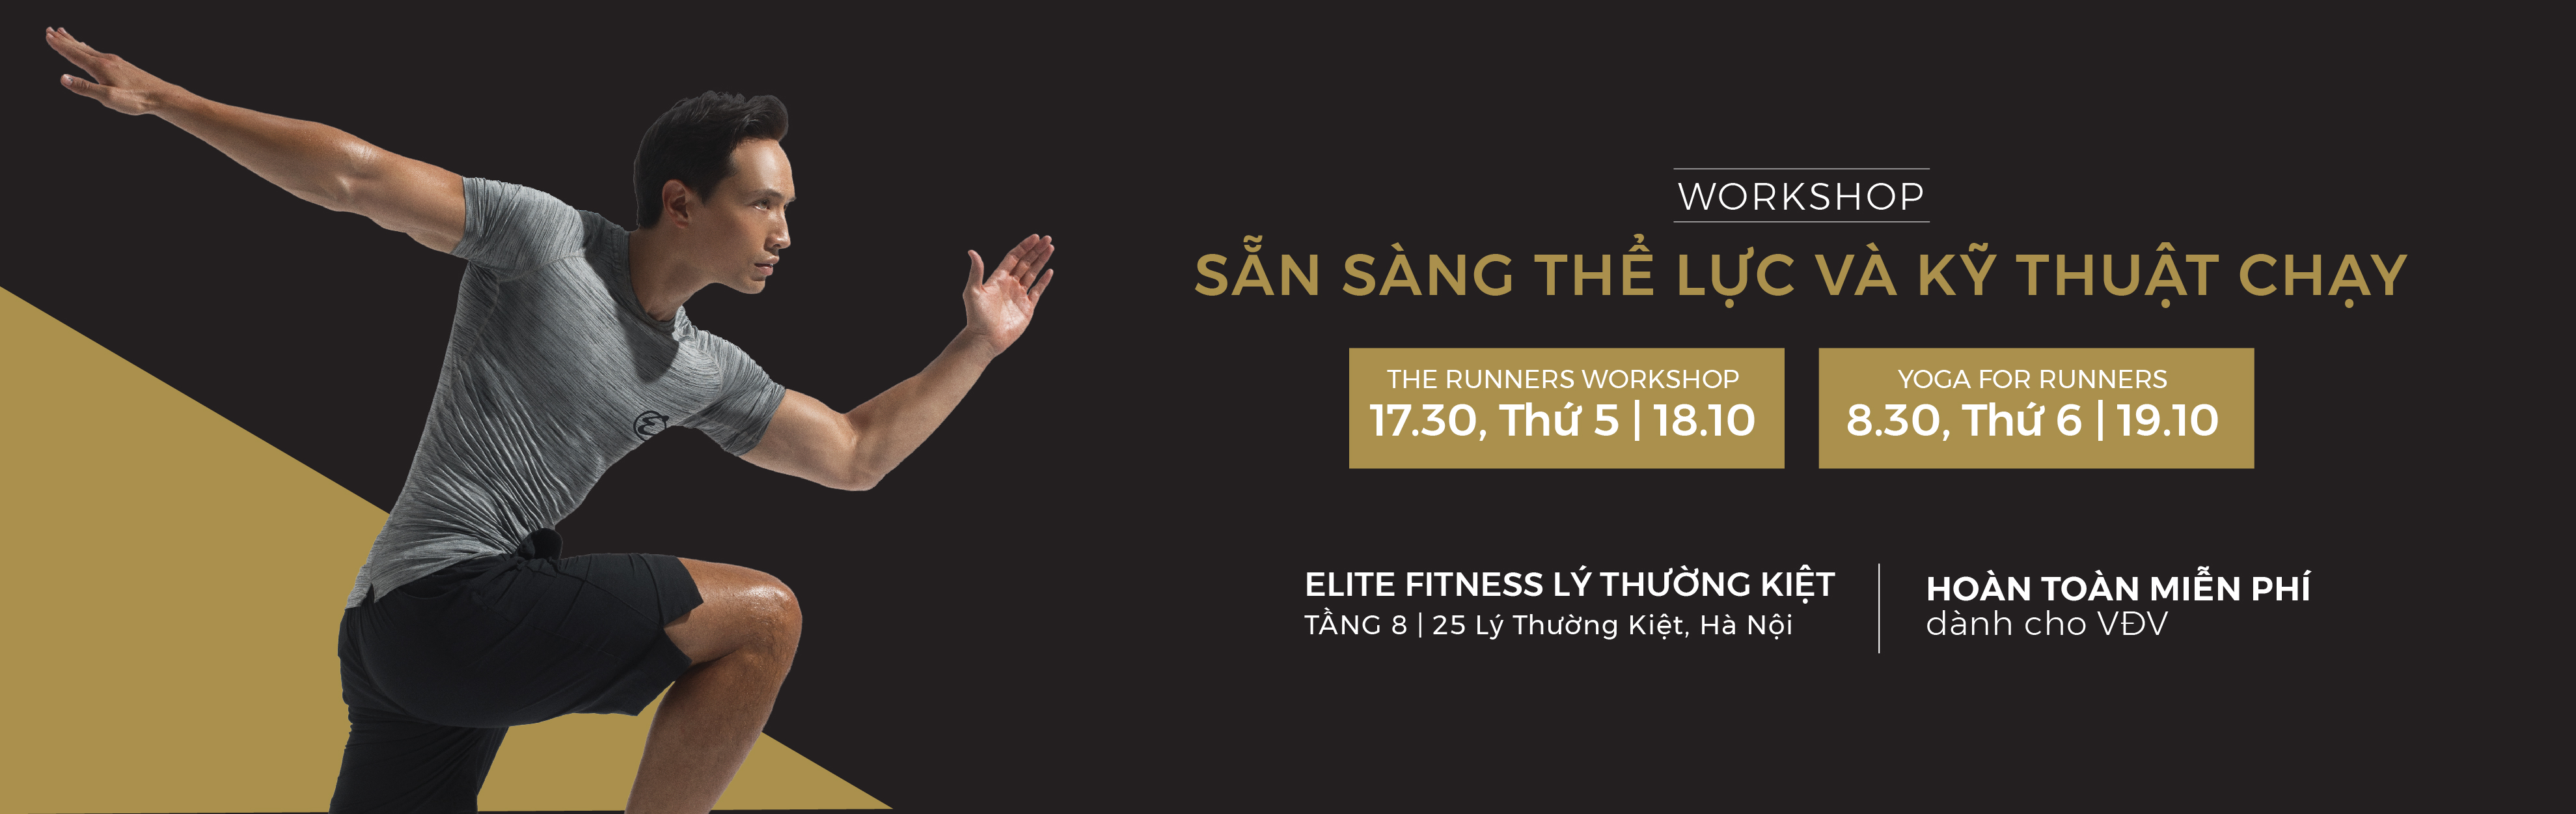 WORKSHOP
SẴN SÀNG THỂ LỰC VÀ KỸ THUẬT CHẠY
THE RUNNERS WORKSHOP
17.30, Thứ 5 | 18.10
YOGA FOR RUNNERS
8.30, Thứ 6 | 19.10
ELITE FITNESS LÝ THƯỜNG KIỆT
TẦNG 8 | 25 Lý Thường Kiệt, Hà Nội
HOÀN TOÀN MIỄN PHÍ
dành cho VĐV